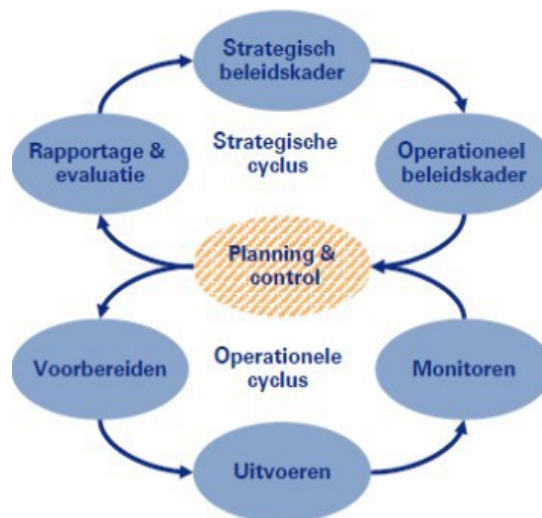 Strategisch
beleidskader
Rapportage &
evaluatie
Strategische
cyclus
Operationeel
beleidskader
Planning &
control
Voorbereiden
Operationele
cyclus
Monitoren
Uitvoeren